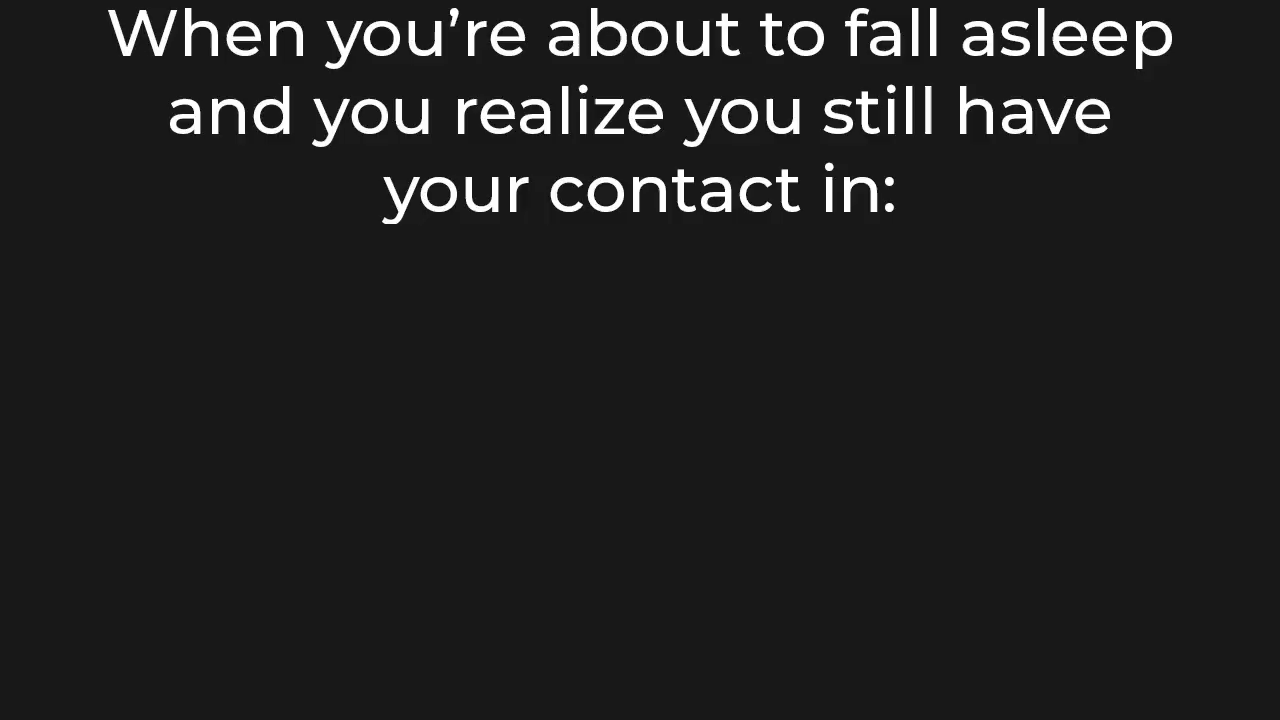 When you’re about to fall asleep
and you realize you still have
your contact in: